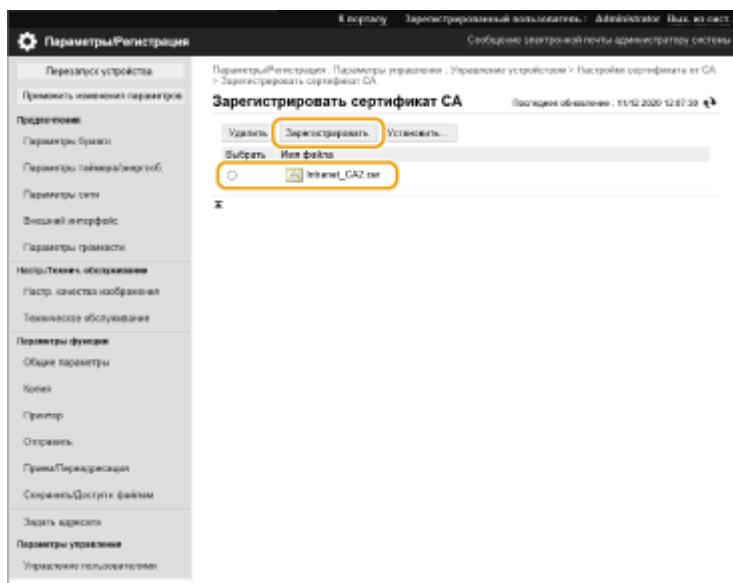 К порталу Зарегистрированный пользователь: Administrator Вых. из сист.
Параметры/Регистрация
Сообщение электронной почты администратору системы
Перезапуск устройства
Применить изменения параметров
Предпочтения
Параметры бумаги
Параметры таймера/энергосб.
Параметры сети
Внешний интерфейс
Параметры громкости
Настр./Технич. обслуживание
Настр. качества изображения
Техническое обслуживание
Параметры функции
Общие параметры
Копия
Принтер
Отправить
Прием/Переадресация
Сохранить/Доступ к файлам
Задать адресата
Параметры управления
Управление пользователями
Параметры/Регистрация : Параметры управления : Управление устройством > Настройки сертификата от CA
> Зарегистрировать сертификат CA
Зарегистрировать сертификат CA
Последнее обновление : 11/12 2020 12:07:30
Удалить Зарегистрировать Установить...
Выбрать Имя файла
Intranet_CA2.cer